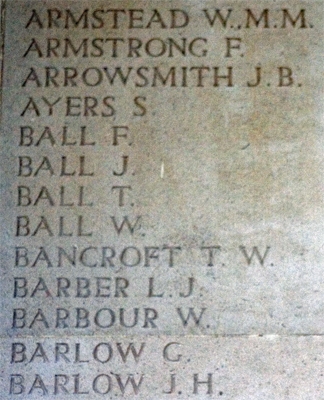 ARMSTEAD W., M.M.
ARMSTRONG F.
ARROWSMITH J.B.
AYERS S.
BALL F.
BALL J.
BALL T.
BALL W.
BANCROFT T. W.
BARBER L. J.
BARBOUR W.
BARLOW G.
BARLOW J.H.